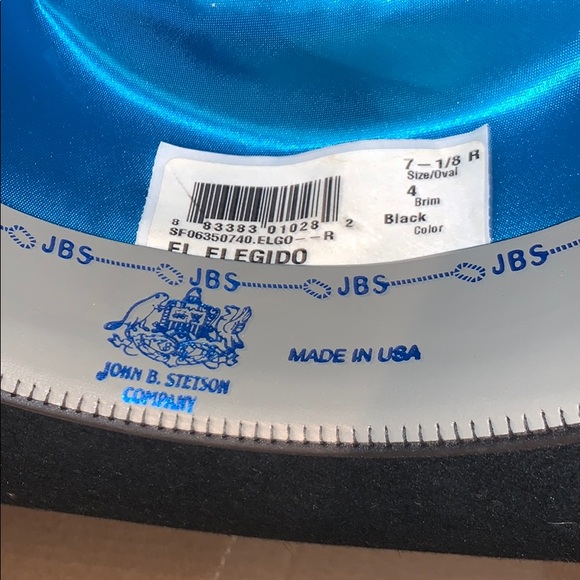 7-1/8 R
Size/Oval
4
Brim
Black
Color
8 83383 01028 2
SF06350740.ELGO--R
EL ELEGIDO
JBS JBS JBS JBS
JOHN B. STETSON
COMPANY
MADE IN USA